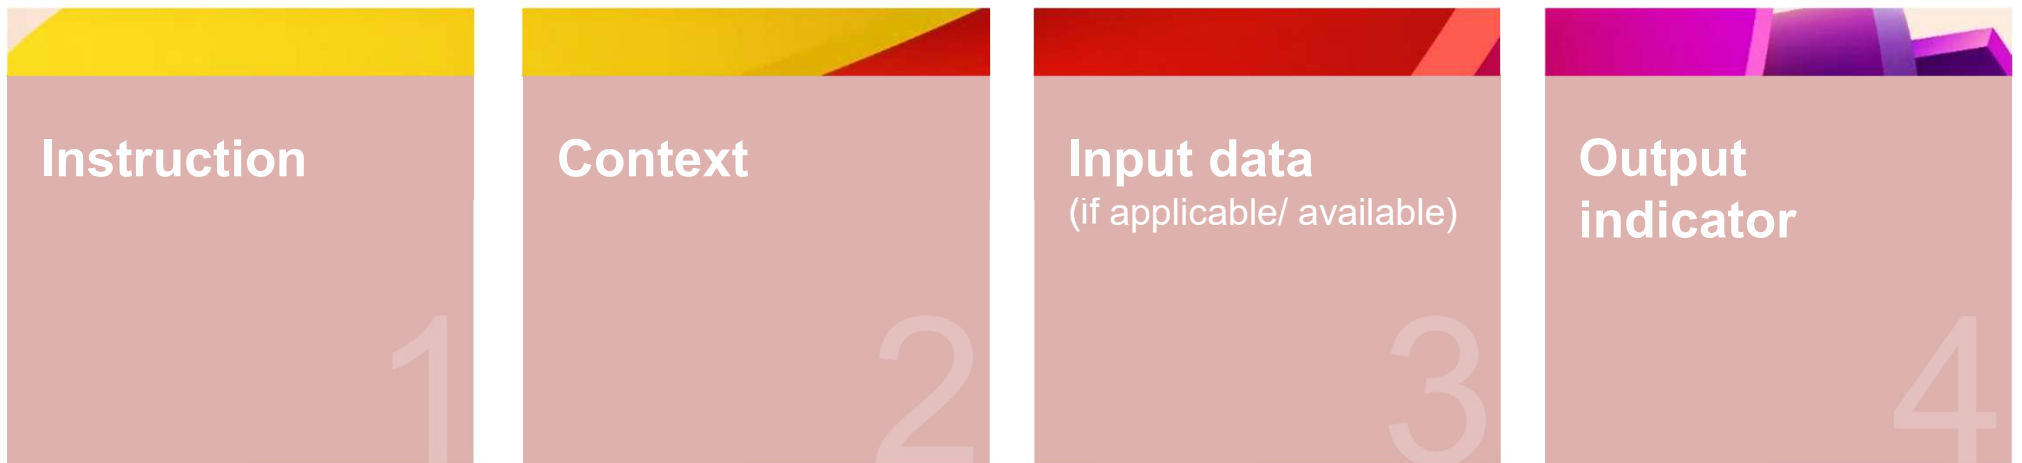 Instruction
1
Context
2
Input data
(if applicable/ available)
3
Output
indicator
4